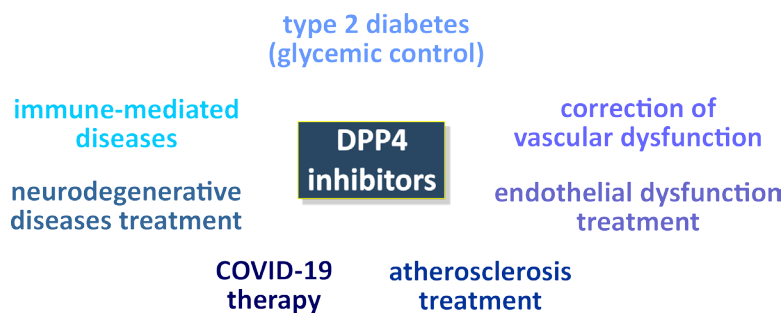 type 2 diabetes
(glycemic control)
immune-mediated
diseases
correction of
vascular dysfunction
DPP4
inhibitors
neurodegenerative
diseases treatment
endothelial dysfunction
treatment
COVID-19
therapy
atherosclerosis
treatment